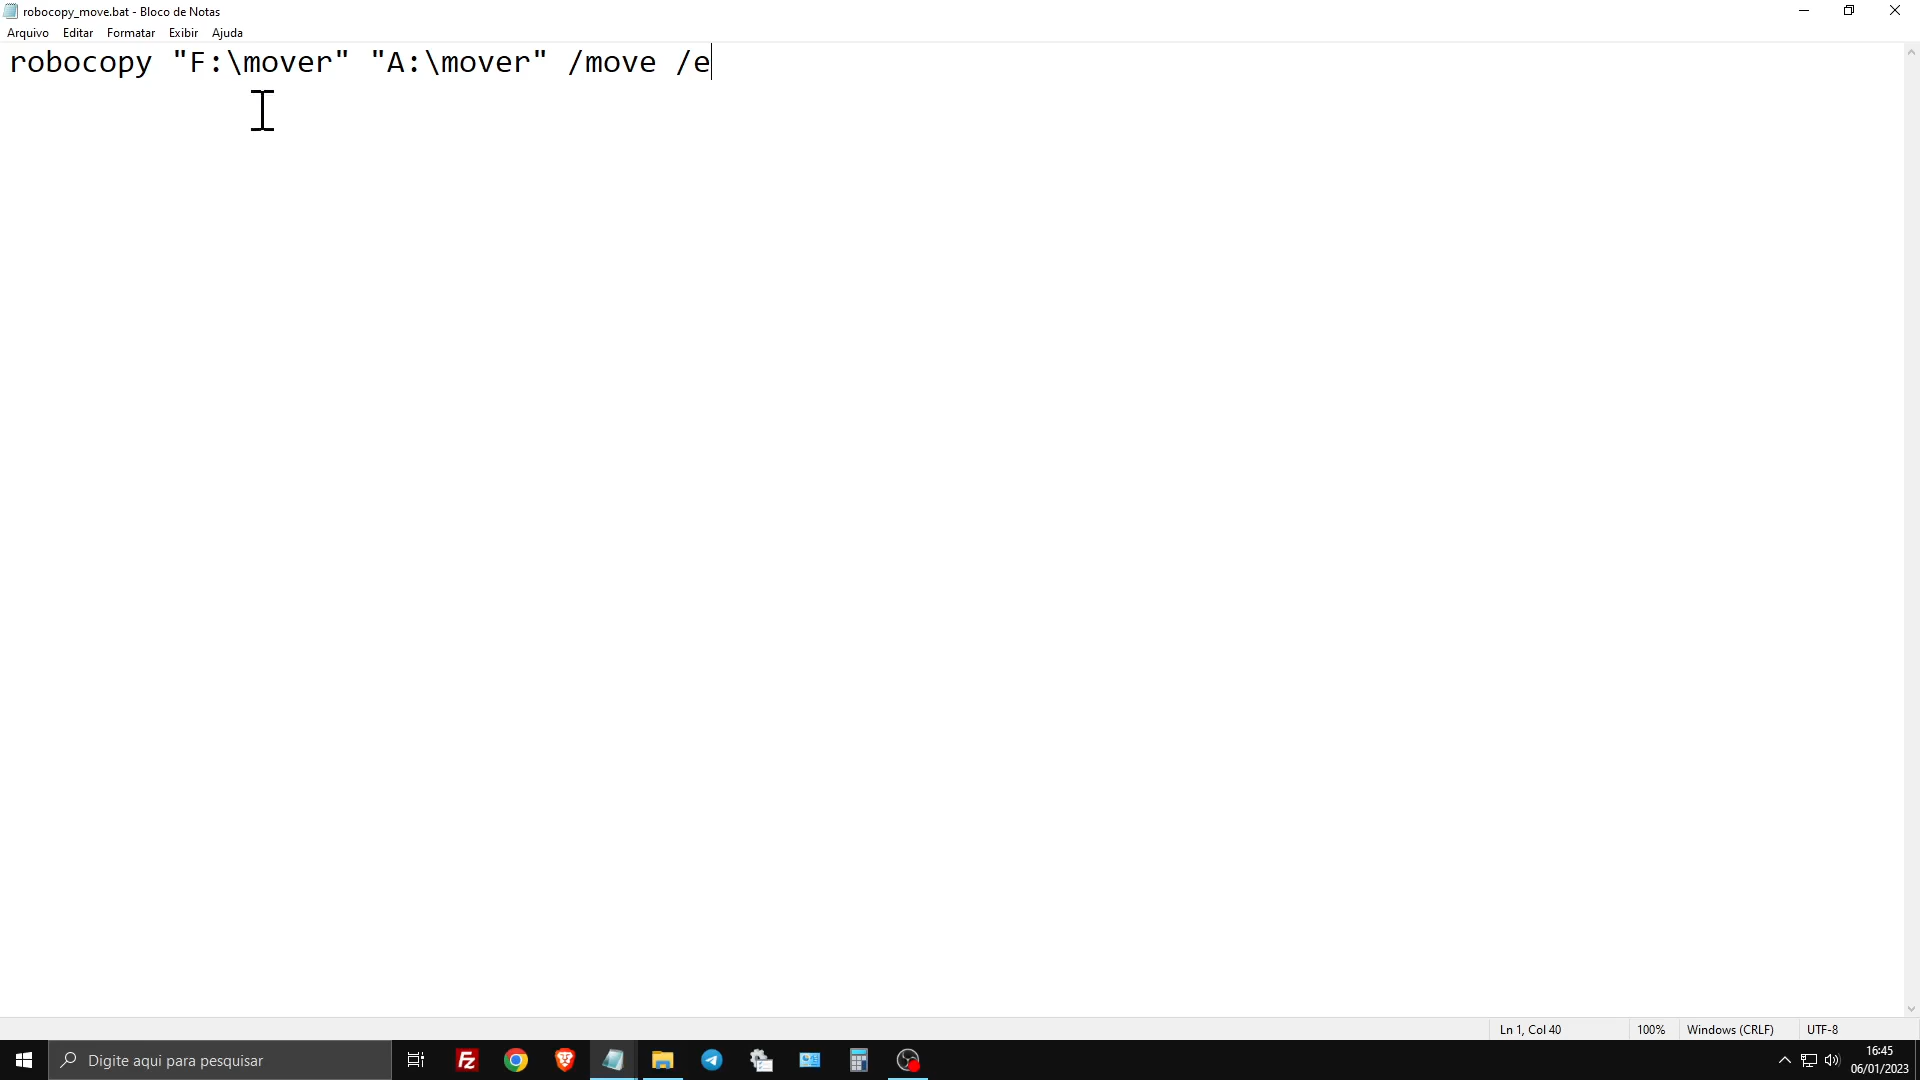 robocopy_move.bat - Bloco de Notas
Arquivo Editar Formatar Exibir Ajuda
robocopy "F:\mover" "A:\mover" /move /e
Ln 1, Col 40 100% Windows (CRLF) UTF-8
Digite aqui para pesquisar
16:45
06/01/2023